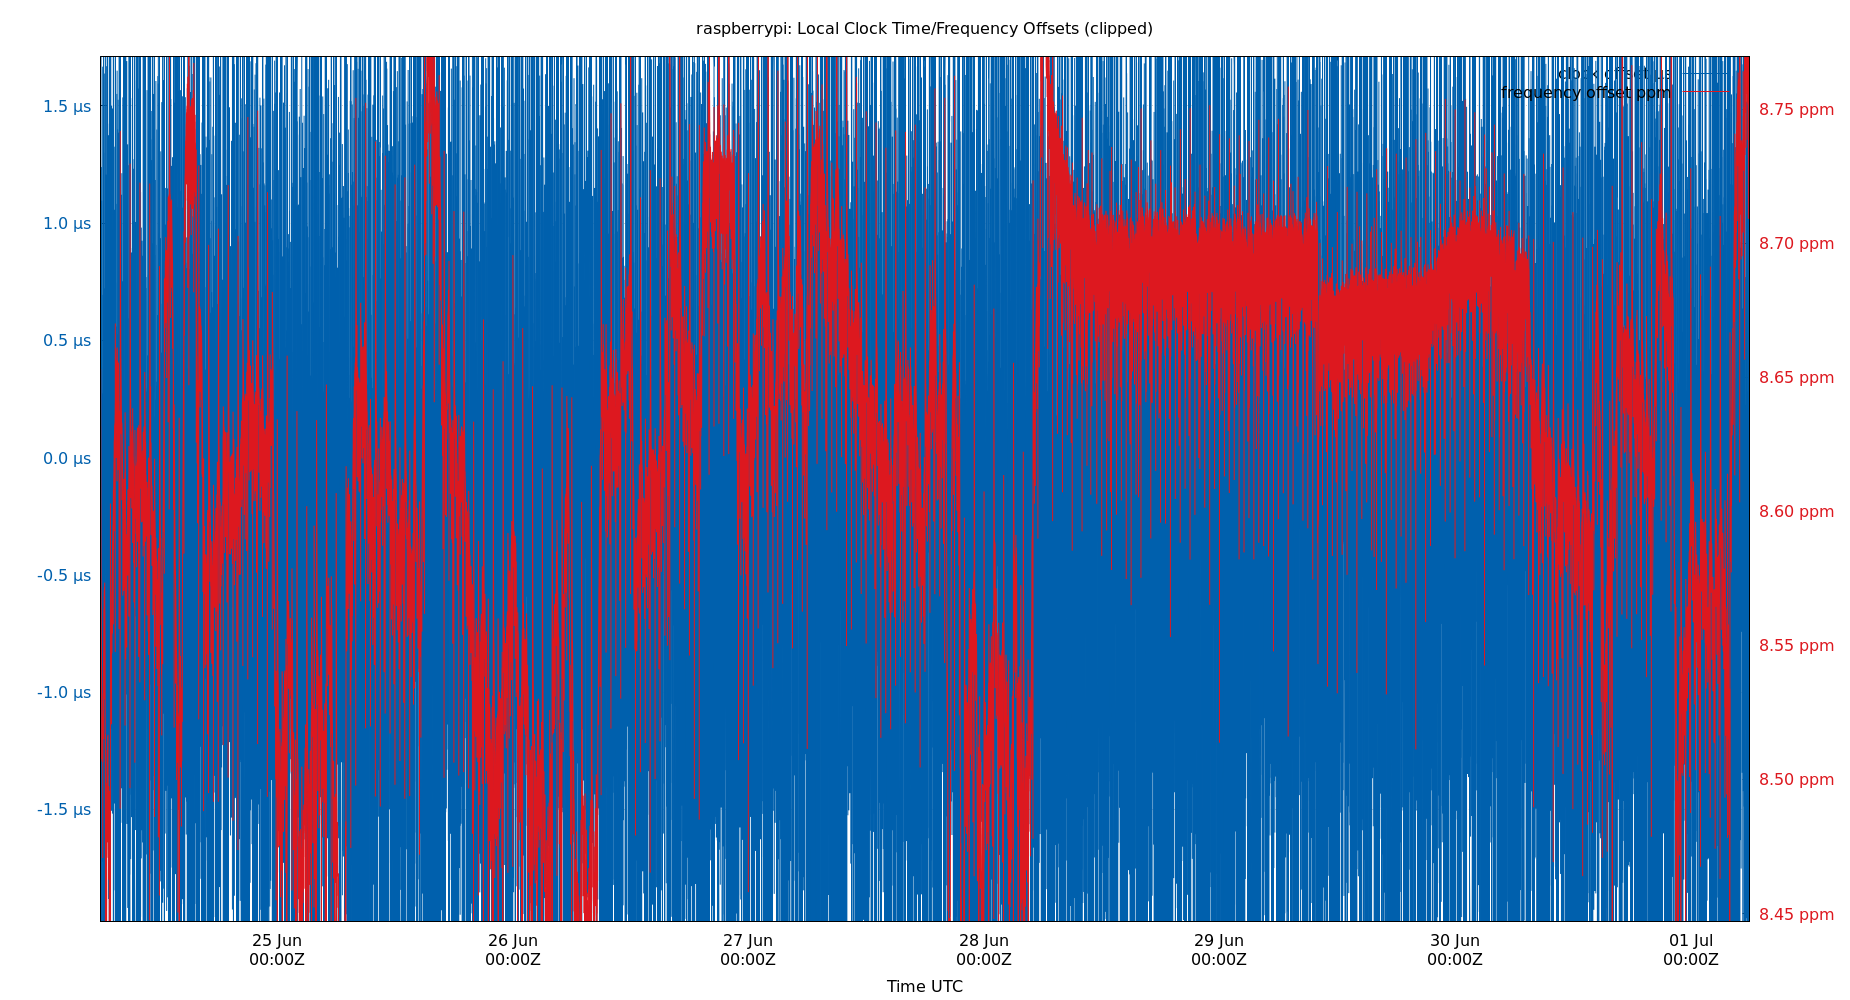 raspberrypi: Local Clock Time/Frequency Offsets (clipped)
clock offset µs
frequency offset ppm
1.5 µs
1.0 µs
0.5 µs
0.0 µs
-0.5 µs
-1.0 µs
-1.5 µs
8.75 ppm
8.70 ppm
8.65 ppm
8.60 ppm
8.55 ppm
8.50 ppm
8.45 ppm
25 Jun
00:00Z
26 Jun
00:00Z
27 Jun
00:00Z
28 Jun
00:00Z
29 Jun
00:00Z
30 Jun
00:00Z
01 Jul
00:00Z
Time UTC